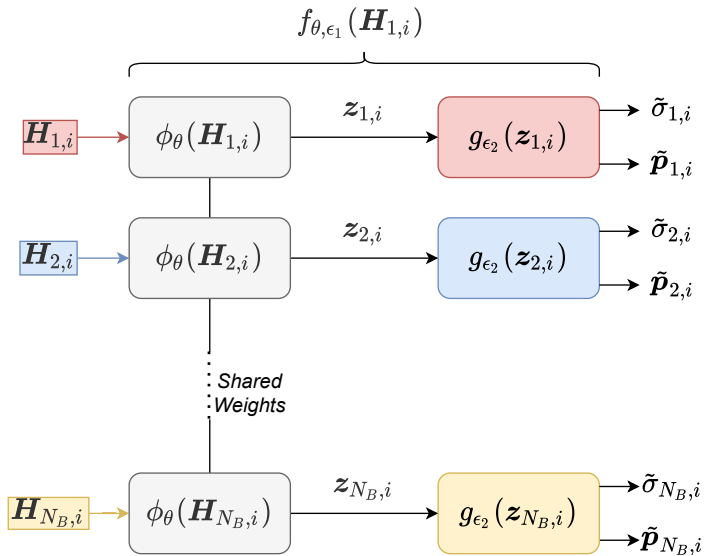 f_{θ,ϵ_1}(H_{1,i})
H_{1,i} ϕ_θ(H_{1,i}) z_{1,i} g_{ϵ_2}(z_{1,i}) σ̃_{1,i}
p̃_{1,i}
H_{2,i} ϕ_θ(H_{2,i}) z_{2,i} g_{ϵ_2}(z_{2,i}) σ̃_{2,i}
p̃_{2,i}
Shared
Weights
H_{N_B,i} ϕ_θ(H_{N_B,i}) z_{N_B,i} g_{ϵ_2}(z_{N_B,i}) σ̃_{N_B,i}
p̃_{N_B,i}